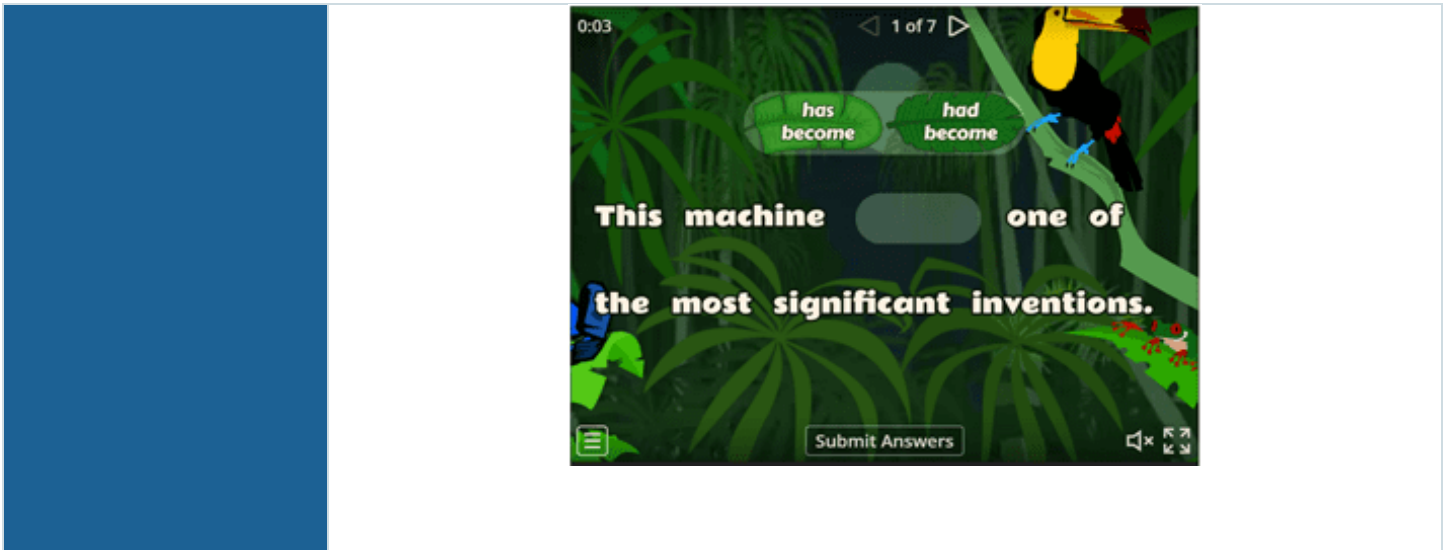 0:03
1 of 7
has
become
had
become
This machine one of
the most significant inventions.
Submit Answers